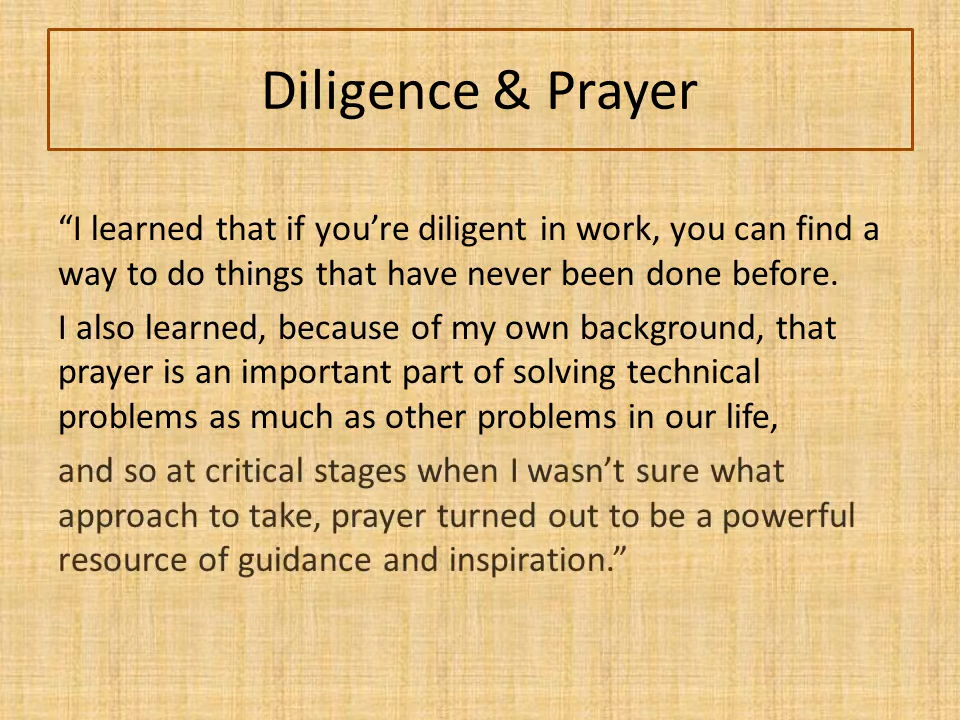 Diligence & Prayer
“I learned that if you’re diligent in work, you can find a
way to do things that have never been done before.
I also learned, because of my own background, that
prayer is an important part of solving technical
problems as much as other problems in our life,
and so at critical stages when I wasn’t sure what
approach to take, prayer turned out to be a powerful
resource of guidance and inspiration.”